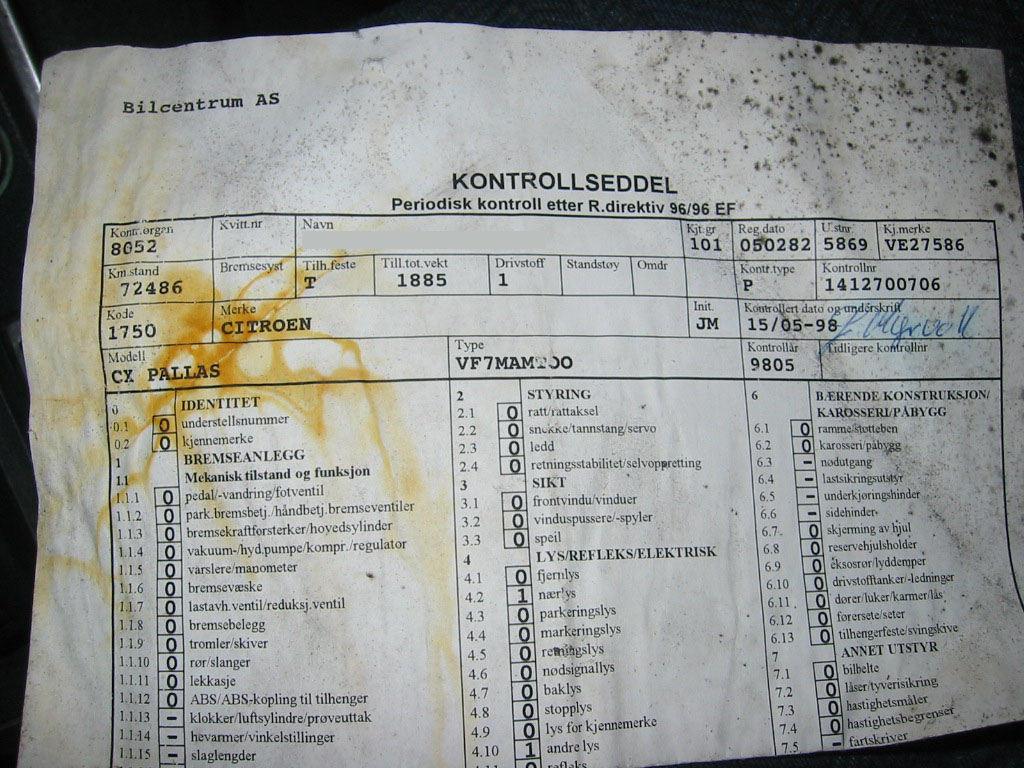 Bilcentrum AS
KONTROLLSEDDEL
Periodisk kontroll etter R.direktiv 96/96 EF
Kontr.organ Kvitt.nr Navn Kjt.gr Reg.dato U.stnr Kj.merke
8052 101 050282 5869 VE27586
Km.stand Bremsesyst Tilh.feste Till.tot.vekt Drivstoff Standstøy Omdr Kontr.type Kontrollnr
72486 T 1885 1 P 1412700706
Kode Merke Init. Kontrollert dato og underskrift
1750 CITROEN JM 15/05-98
Modell Type Kontrollår Tidligere kontrollnr
CX PALLAS 9805
0 IDENTITET
0.1 0 understellsnummer
0.2 0 kjennemerke
1 BREMSEANLEGG
1.1 Mekanisk tilstand og funksjon
1.1.1 0 pedal/-vandring/fotventil
1.1.2 0 park.bremsbetj./håndbetj.bremseventiler
1.1.3 0 bremsekraftforsterker/hovedsylinder
1.1.4 0 vakuum-/hyd.pumpe/kompr./regulator
1.1.5 0 varslere/manometer
1.1.6 0 bremsevæske
1.1.7 0 lastavh.ventil/reduksj.ventil
1.1.8 0 bremsebelegg
1.1.9 0 tromler/skiver
1.1.10 0 rør/slanger
1.1.11 0 lekkasje
1.1.12 0 ABS/ABS-kopling til tilhenger
1.1.13 – klokker/luftsylindre/prøveuttak
1.1.14 – hevarmer/vinkelstillinger
1.1.15 – slaglengder
2 STYRING
2.1 0 ratt/rattaksel
2.2 0 snekke/tannstang/servo
2.3 0 ledd
2.4 0 retningsstabilitet/selvoppretting
3 SIKT
3.1 0 frontvindu/vinduer
3.2 0 vinduspussere/-spyler
3.3 0 speil
4 LYS/REFLEKS/ELEKTRISK
4.1 0 fjernlys
4.2 1 nærlys
4.3 0 parkeringslys
4.4 0 markeringslys
4.5 0 retningslys
4.6 0 nødsignallys
4.7 0 baklys
4.8 0 stopplys
4.9 0 lys for kjennemerke
4.10 1 andre lys
4.11 0 refleks
6 BÆRENDE KONSTRUKSJON/
KAROSSERI/PÅBYGG
6.1 0 ramme/støtteben
6.2 0 karosseri/påbygg
6.3 – nødutgang
6.4 – lastsikringsutstyr
6.5 – underkjøringshinder
6.6 – sidehinder
6.7 0 skjerming av hjul
6.8 0 reservehjulsholder
6.9 0 eksosrør/lyddemper
6.10 0 drivstofftanker/-ledninger
6.11 0 dører/luker/karmer/lås
6.12 0 førersete/seter
6.13 0 tilhengerfeste/svingskive
7 ANNET UTSTYR
7.1 0 bilbelte
7.2 0 låser/tyverisikring
7.3 0 hastighetsmåler
7.4 0 hastighetsbegrenser
7.5 – fartskriver